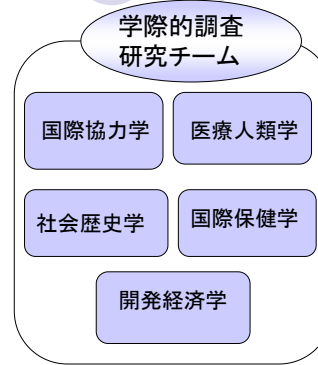 学際的調査
研究チーム
国際協力学
医療人類学
社会歴史学
国際保健学
開発経済学